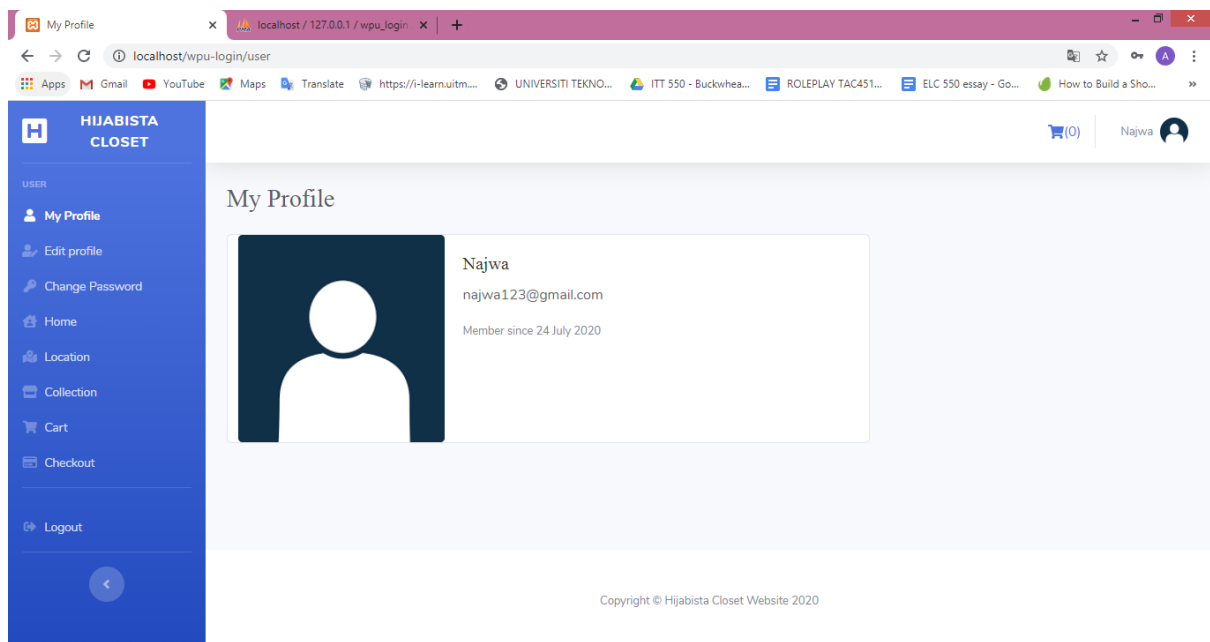 My Profile
localhost / 127.0.0.1 / wpu_login
localhost/wpu-login/user
A
Apps
Gmail
YouTube
Maps
Translate
https://i-learn.uitm...
UNIVERSITI TEKNO...
ITT 550 - Buckwhea...
ROLEPLAY TAC451...
ELC 550 essay - Go...
How to Build a Sho...
»
H
HIJABISTA
CLOSET
(0)
Najwa
USER
My Profile
Edit profile
Change Password
Home
Location
Collection
Cart
Checkout
Logout
My Profile
Najwa
najwa123@gmail.com
Member since 24 July 2020
Copyright © Hijabista Closet Website 2020